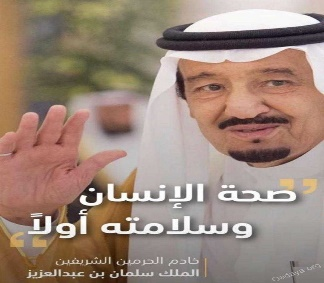 ”صحة الإنسان
وسلامته أولاً“
خادم الحرمين الشريفين
الملك سلمان بن عبدالعزيز